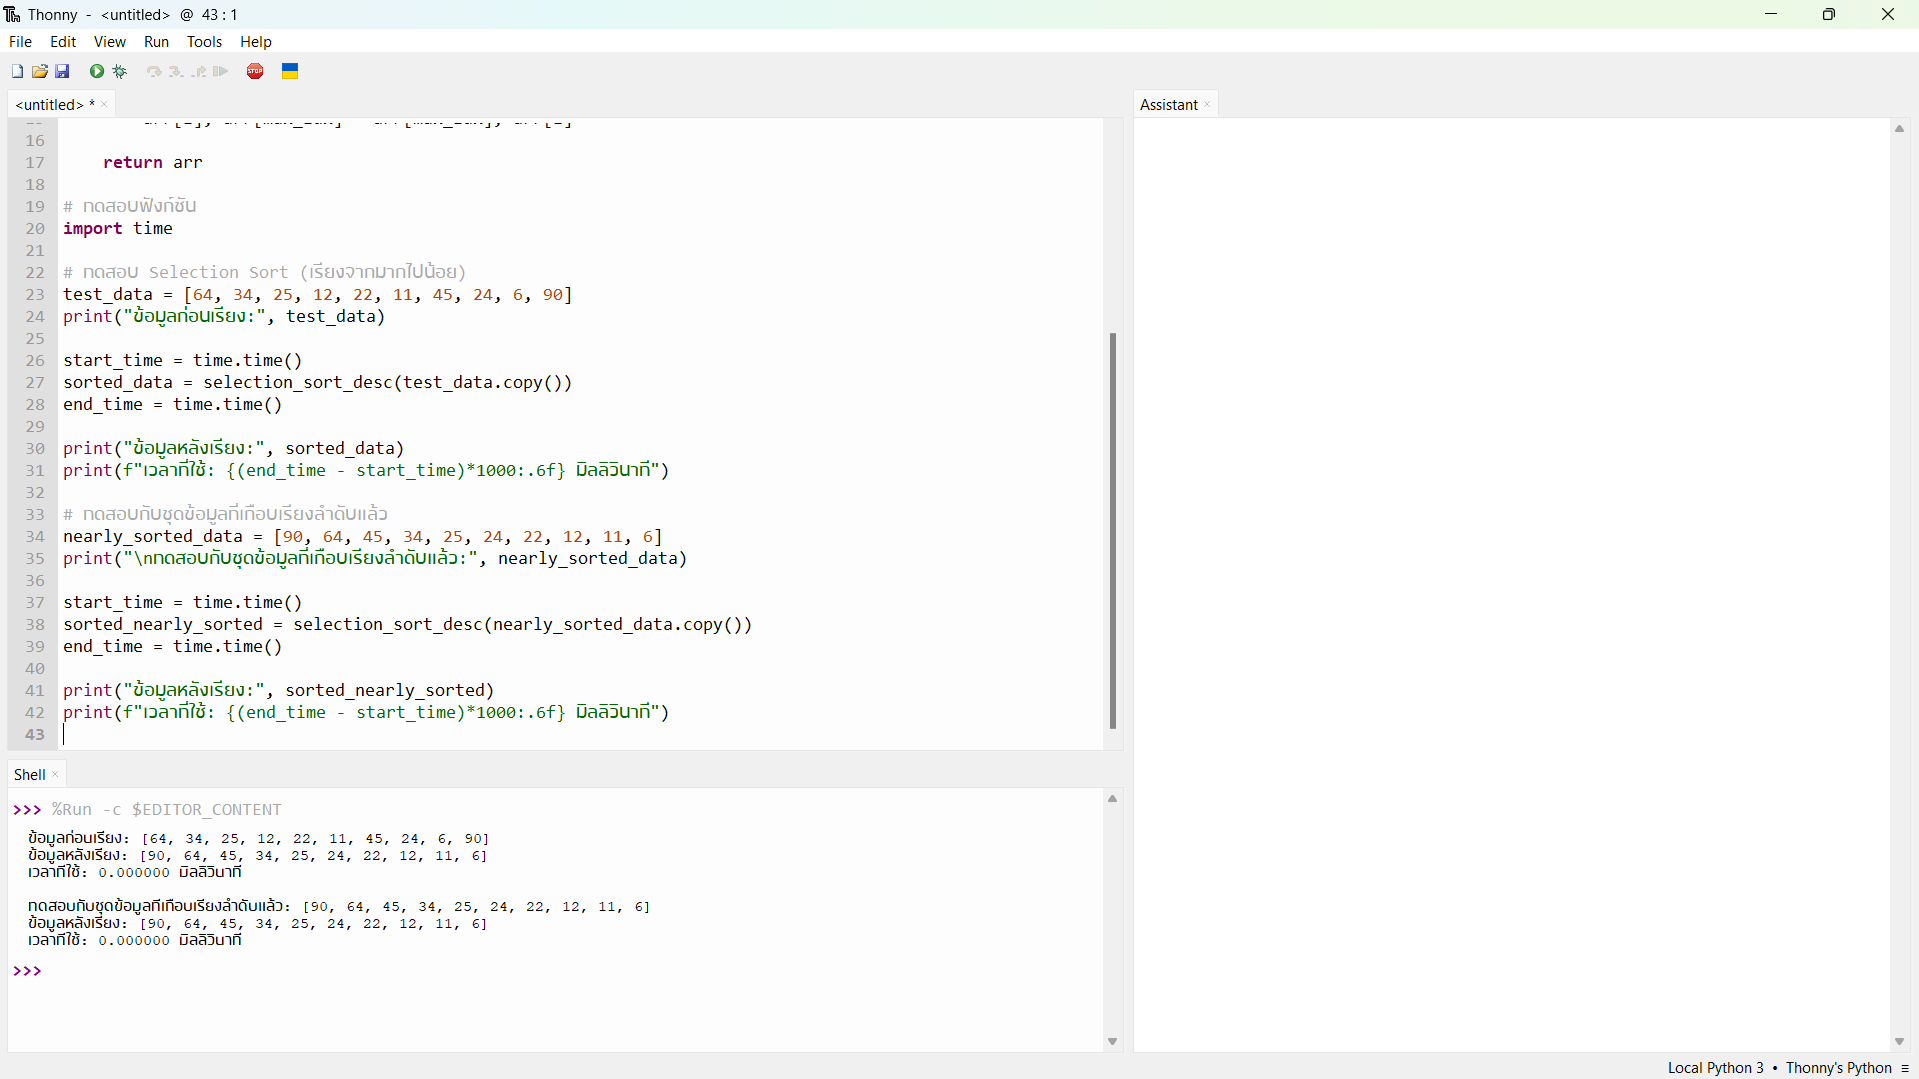 Thonny - <untitled> @ 43 : 1
File Edit View Run Tools Help
<untitled> *
16
17 return arr
18
19 # ทดสอบฟังก์ชัน
20 import time
21
22 # ทดสอบ Selection Sort (เรียงจากมากไปน้อย)
23 test_data = [64, 34, 25, 12, 22, 11, 45, 24, 6, 90]
24 print("ข้อมูลก่อนเรียง:", test_data)
25
26 start_time = time.time()
27 sorted_data = selection_sort_desc(test_data.copy())
28 end_time = time.time()
29
30 print("ข้อมูลหลังเรียง:", sorted_data)
31 print(f"เวลาที่ใช้: {(end_time - start_time)*1000:.6f} มิลลิวินาที")
32
33 # ทดสอบกับชุดข้อมูลที่เกือบเรียงลำดับแล้ว
34 nearly_sorted_data = [90, 64, 45, 34, 25, 24, 22, 12, 11, 6]
35 print("\nทดสอบกับชุดข้อมูลที่เกือบเรียงลำดับแล้ว:", nearly_sorted_data)
36
37 start_time = time.time()
38 sorted_nearly_sorted = selection_sort_desc(nearly_sorted_data.copy())
39 end_time = time.time()
40
41 print("ข้อมูลหลังเรียง:", sorted_nearly_sorted)
42 print(f"เวลาที่ใช้: {(end_time - start_time)*1000:.6f} มิลลิวินาที")
43
Shell
>>> %Run -c $EDITOR_CONTENT
ข้อมูลก่อนเรียง: [64, 34, 25, 12, 22, 11, 45, 24, 6, 90]
ข้อมูลหลังเรียง: [90, 64, 45, 34, 25, 24, 22, 12, 11, 6]
เวลาที่ใช้: 0.000000 มิลลิวินาที
ทดสอบกับชุดข้อมูลที่เกือบเรียงลำดับแล้ว: [90, 64, 45, 34, 25, 24, 22, 12, 11, 6]
ข้อมูลหลังเรียง: [90, 64, 45, 34, 25, 24, 22, 12, 11, 6]
เวลาที่ใช้: 0.000000 มิลลิวินาที
>>>
Assistant
Local Python 3 • Thonny's Python ≡